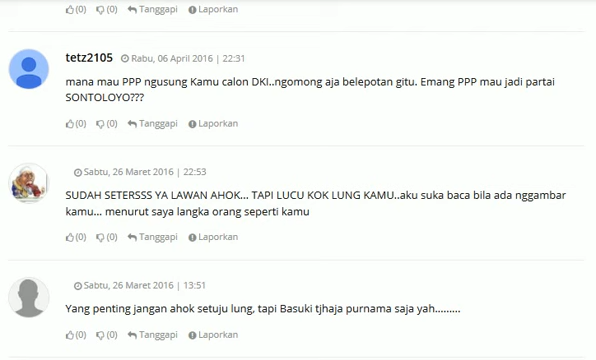 (0) (0) Tanggapi Laporkan
tetz2105 Rabu, 06 April 2016 | 22:31
mana mau PPP ngusung Kamu calon DKI..ngomong aja belepotan gitu. Emang PPP mau jadi partai
SONTOLOYO???
(0) (0) Tanggapi Laporkan
Sabtu, 26 Maret 2016 | 22:53
SUDAH SETERSSS YA LAWAN AHOK... TAPI LUCU KOK LUNG KAMU..aku suka baca bila ada nggambar
kamu... menurut saya langka orang seperti kamu
(0) (0) Tanggapi Laporkan
Sabtu, 26 Maret 2016 | 13:51
Yang penting jangan ahok setuju lung, tapi Basuki tjhaja purnama saja yah.........
(0) (0) Tanggapi Laporkan